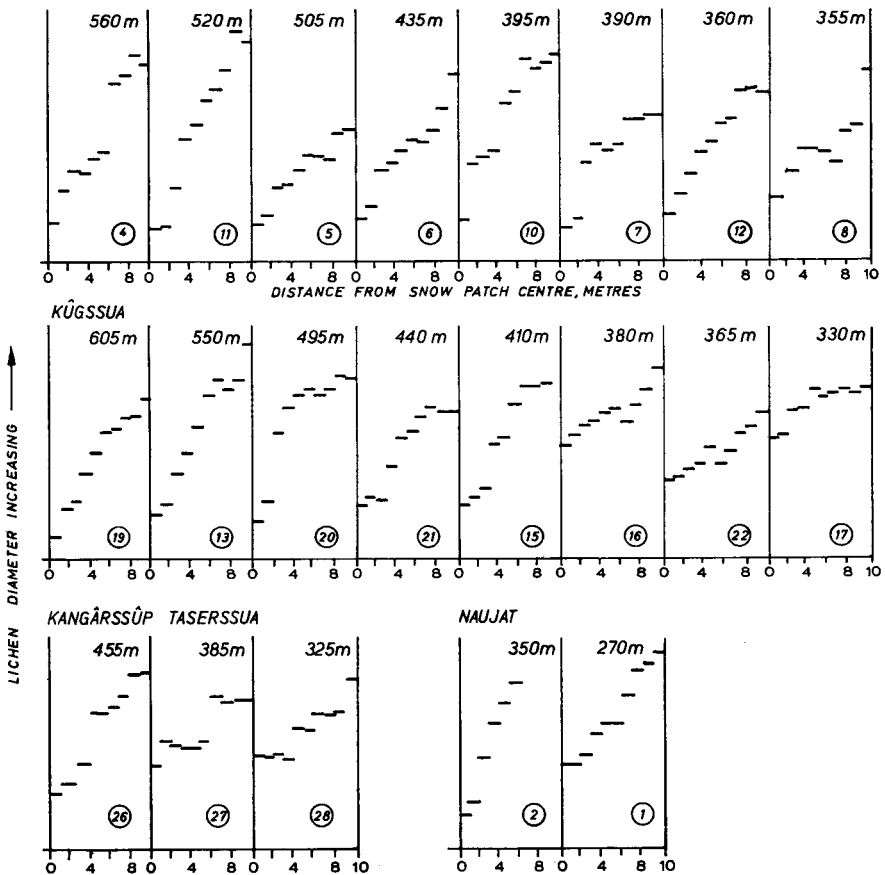 560m 520m 505m 435m 395m 390m 360m 355m
4 11 5 6 10 7 12 8
0 4 8 0 4 8 0 4 8 0 4 8 0 4 8 0 4 8 0 4 8 0 4 8 10
DISTANCE FROM SNOW PATCH CENTRE, METRES
KÛGSSUA
605m 550m 495m 440m 410m 380m 365m 330m
19 13 20 21 15 16 22 17
0 4 8 0 4 8 0 4 8 0 4 8 0 4 8 0 4 8 0 4 8 0 4 8 10
LICHEN DIAMETER INCREASING
KANGÂRSSÛP TASERSSUA NAUJAT
455m 385m 325m 350m 270m
26 27 28 2 1
0 4 8 0 4 8 0 4 8 10 0 4 8 0 4 8 10